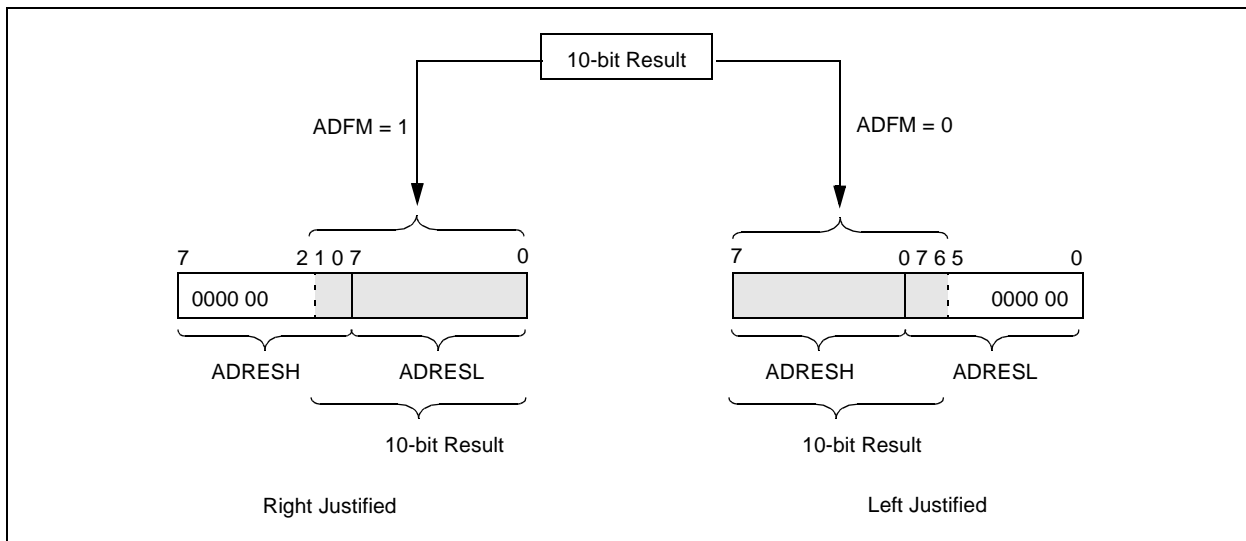 10-bit Result
ADFM = 1
ADFM = 0
7 2 1 0 7 0
7 0 7 6 5 0
0000 00
0000 00
ADRESH ADRESL
ADRESH ADRESL
10-bit Result
10-bit Result
Right Justified
Left Justified